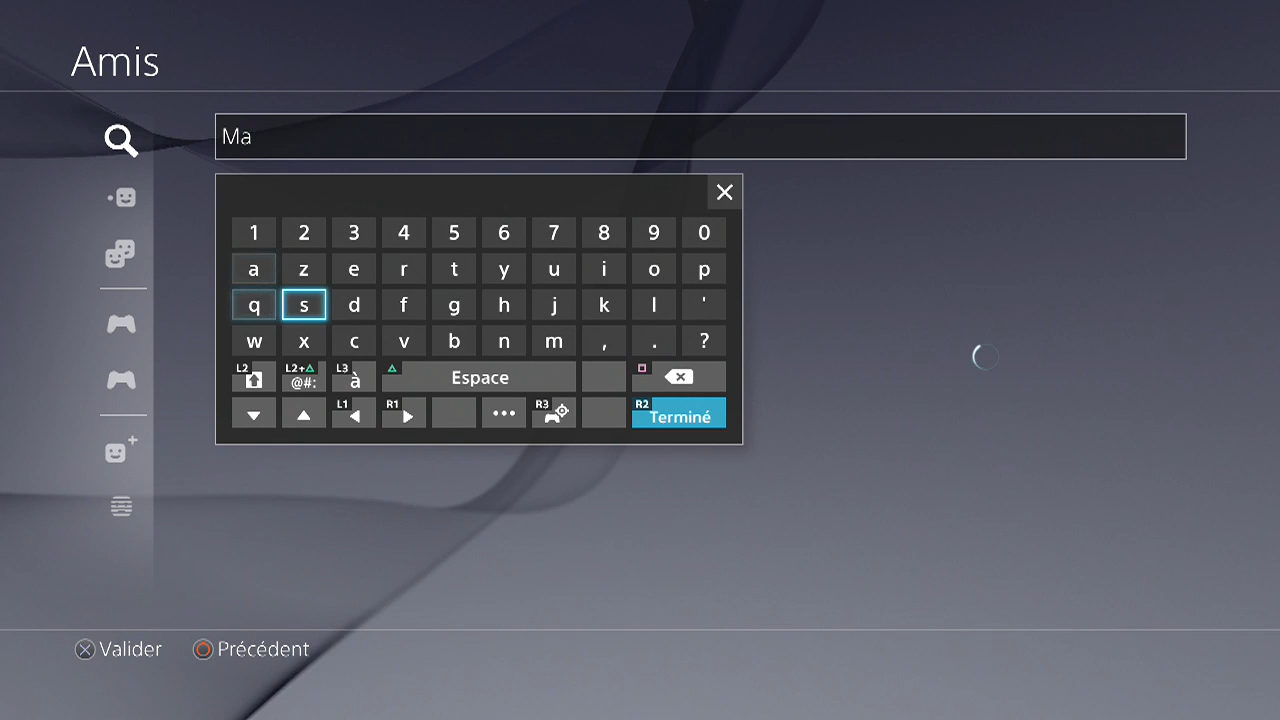 Amis
Ma
1 2 3 4 5 6 7 8 9 0
a z e r t y u i o p
q s d f g h j k l '
w x c v b n m , . ?
L2 L2+△ @#: L3 à △ Espace □
L1 R1 ... R3 R2 Terminé
Valider Précédent